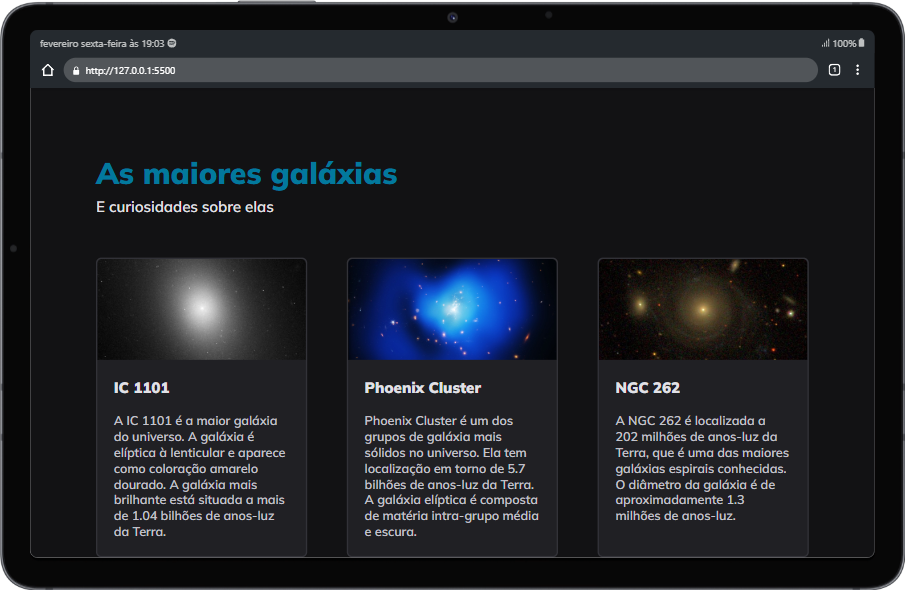 fevereiro sexta-feira às 19:03
100%
http://127.0.0.1:5500
1
As maiores galáxias
E curiosidades sobre elas
IC 1101
A IC 1101 é a maior galáxia
do universo. A galáxia é
elíptica à lenticular e aparece
como coloração amarelo
dourado. A galáxia mais
brilhante está situada a mais
de 1.04 bilhões de anos-luz
da Terra.
Phoenix Cluster
Phoenix Cluster é um dos
grupos de galáxia mais
sólidos no universo. Ela tem
localização em torno de 5.7
bilhões de anos-luz da Terra.
A galáxia elíptica é composta
de matéria intra-grupo média
e escura.
NGC 262
A NGC 262 é localizada a
202 milhões de anos-luz da
Terra, que é uma das maiores
galáxias espirais conhecidas.
O diâmetro da galáxia é de
aproximadamente 1.3
milhões de anos-luz.